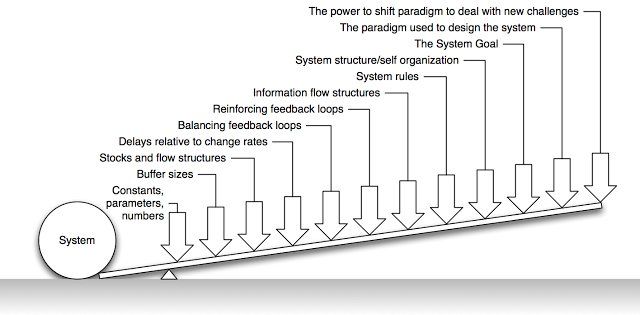 The power to shift paradigm to deal with new challenges
The paradigm used to design the system
The System Goal
System structure/self organization
System rules
Information flow structures
Reinforcing feedback loops
Balancing feedback loops
Delays relative to change rates
Stocks and flow structures
Buffer sizes
Constants,
parameters,
numbers
System